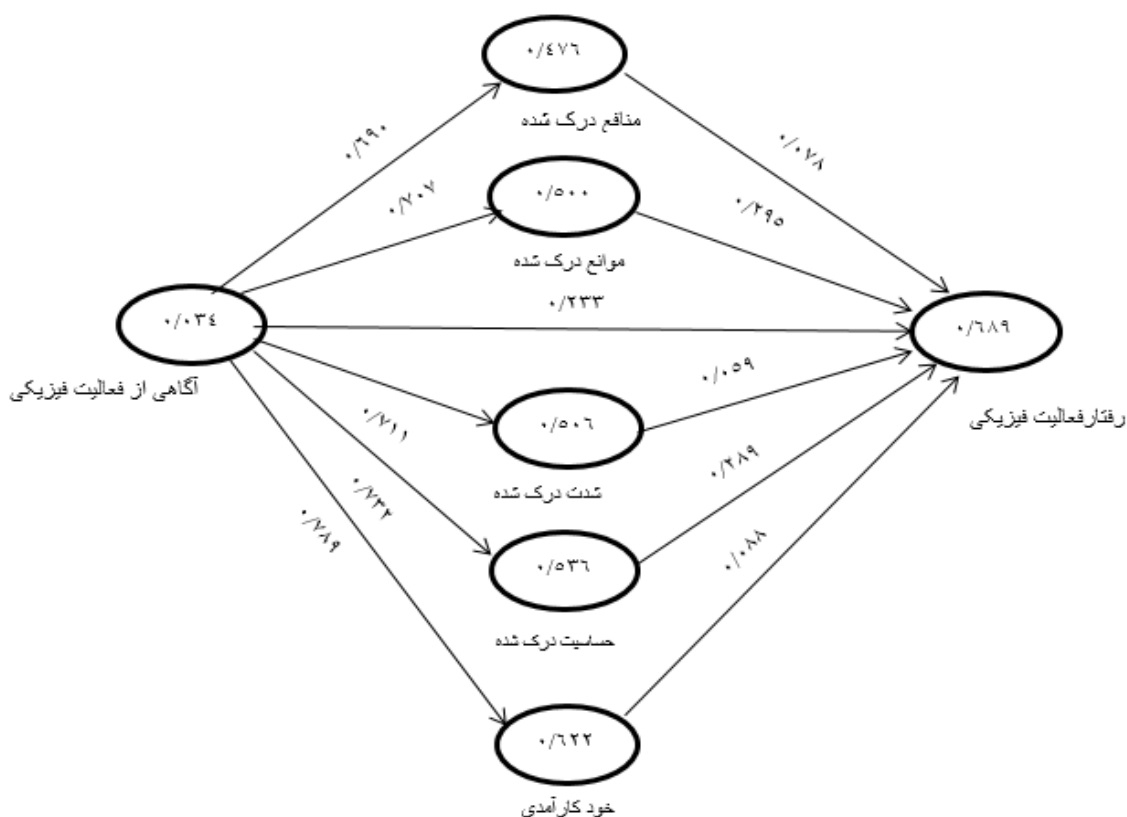 ۰/۴۷۶
منافع درک شده
۰/۶۹۰
۰/۰۷۸
۰/۷۰۷
۰/۵۰۰
۰/۲۹۵
موانع درک شده
۰/۲۳۳
۰/۰۳۴
۰/۶۸۹
آگاهی از فعالیت فیزیکی
رفتارفعالیت فیزیکی
۰/۰۵۹
۰/۷۱۱
۰/۵۰۶
۰/۲۸۹
شدت درک شده
۰/۷۳۲
۰/۷۸۹
۰/۵۳۶
۰/۰۸۸
حساسیت درک شده
۰/۶۲۲
خود کارآمدی